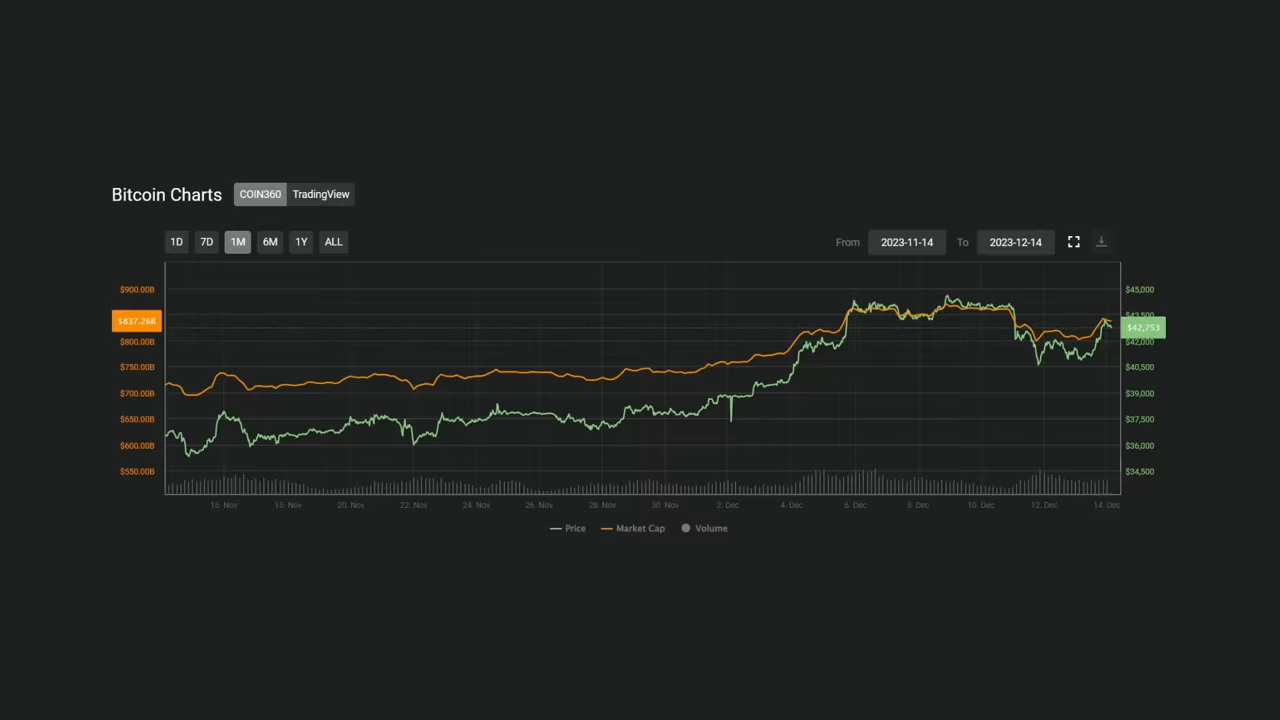 Bitcoin Charts COIN360 TradingView
1D 7D 1M 6M 1Y ALL From 2023-11-14 To 2023-12-14
$900.00B $45,000
$837.26B $43,500
$42,753
$800.00B $42,000
$750.00B $40,500
$700.00B $39,000
$650.00B $37,500
$600.00B $36,000
$550.00B $34,500
16. Nov 18. Nov 20. Nov 22. Nov 24. Nov 26. Nov 28. Nov 30. Nov 2. Dec 4. Dec 6. Dec 8. Dec 10. Dec 12. Dec 14. Dec
Price Market Cap Volume